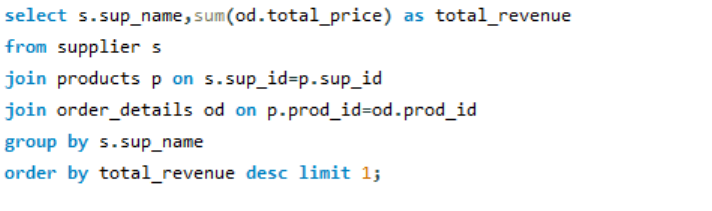 select s.sup_name,sum(od.total_price) as total_revenue
from supplier s
join products p on s.sup_id=p.sup_id
join order_details od on p.prod_id=od.prod_id
group by s.sup_name
order by total_revenue desc limit 1;